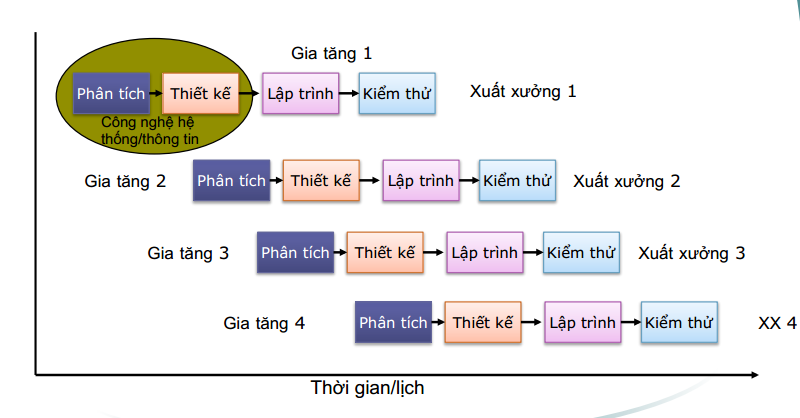 Gia tăng 1
Phân tích
Thiết kế
Lập trình
Kiểm thử
Xuất xưởng 1
Công nghệ hệ
thống/thông tin
Gia tăng 2
Phân tích
Thiết kế
Lập trình
Kiểm thử
Xuất xưởng 2
Gia tăng 3
Phân tích
Thiết kế
Lập trình
Kiểm thử
Xuất xưởng 3
Gia tăng 4
Phân tích
Thiết kế
Lập trình
Kiểm thử
XX 4
Thời gian/lịch